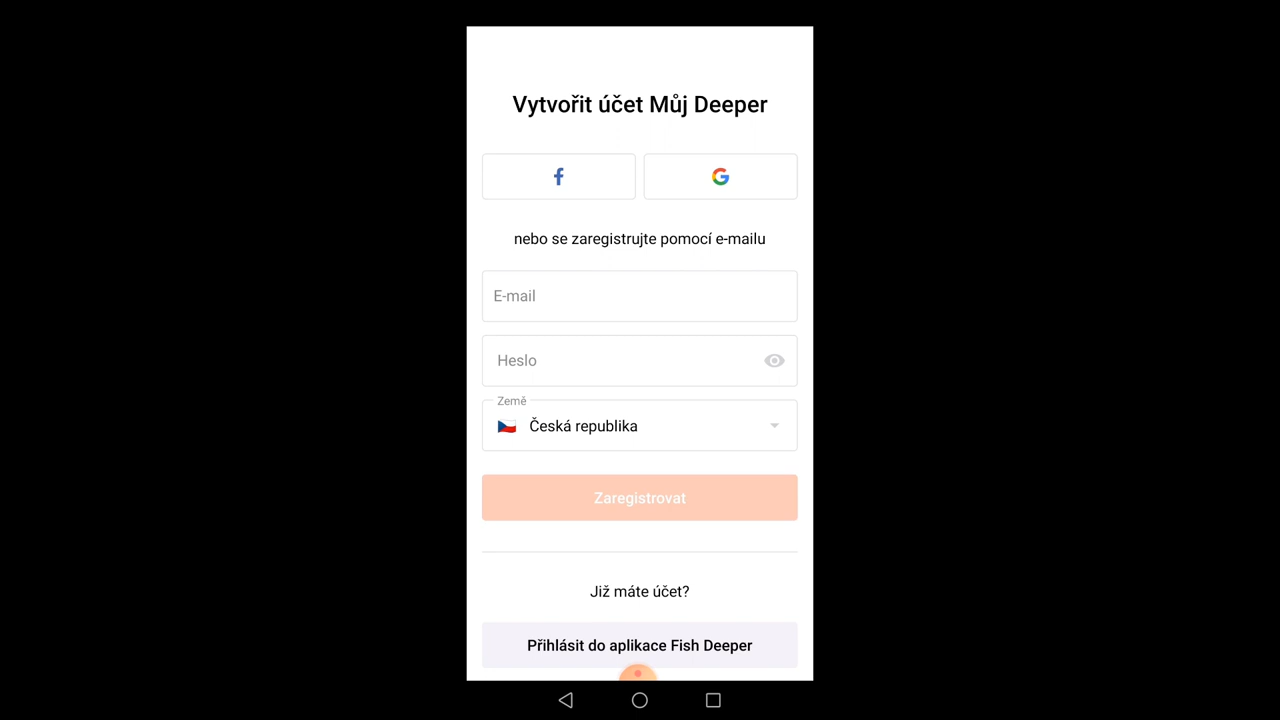 Vytvořit účet Můj Deeper
nebo se zaregistrujte pomocí e-mailu
E-mail
Heslo
Země
Česká republika
Zaregistrovat
Již máte účet?
Přihlásit do aplikace Fish Deeper